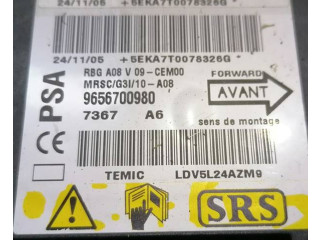 24/11/05 +5EKA7T0078326G*
24/11/05 +5EKA7T0078326G*
PSA
RBG A08 V 09-CEM00
MRSC/G3I/10-A08
9656700980
7367 A6
FORWARD
AVANT
sens de montage
TEMIC LDV5L24AZM9
SRS